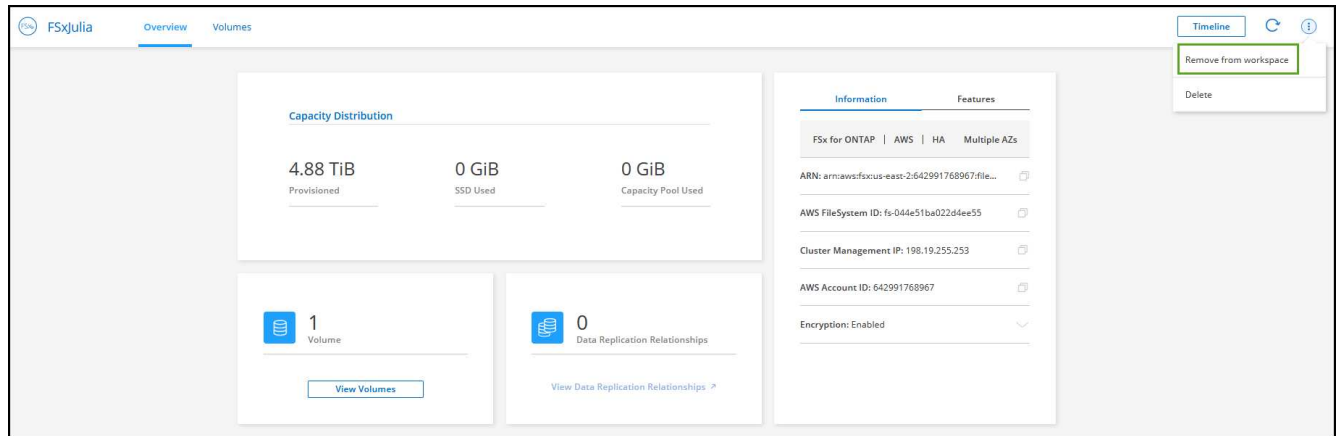 FSxN
FSxJulia
Overview
Volumes
Timeline
Remove from workspace
Delete
Capacity Distribution
4.88 TiB
Provisioned
0 GiB
SSD Used
0 GiB
Capacity Pool Used
1
Volume
View Volumes
0
Data Replication Relationships
View Data Replication Relationships
Information
Features
FSx for ONTAP | AWS | HA Multiple AZs
ARN: arn:aws:fsx:us-east-2:642991768967:file...
AWS FileSystem ID: fs-044e51ba022d4ee55
Cluster Management IP: 198.19.255.253
AWS Account ID: 642991768967
Encryption: Enabled